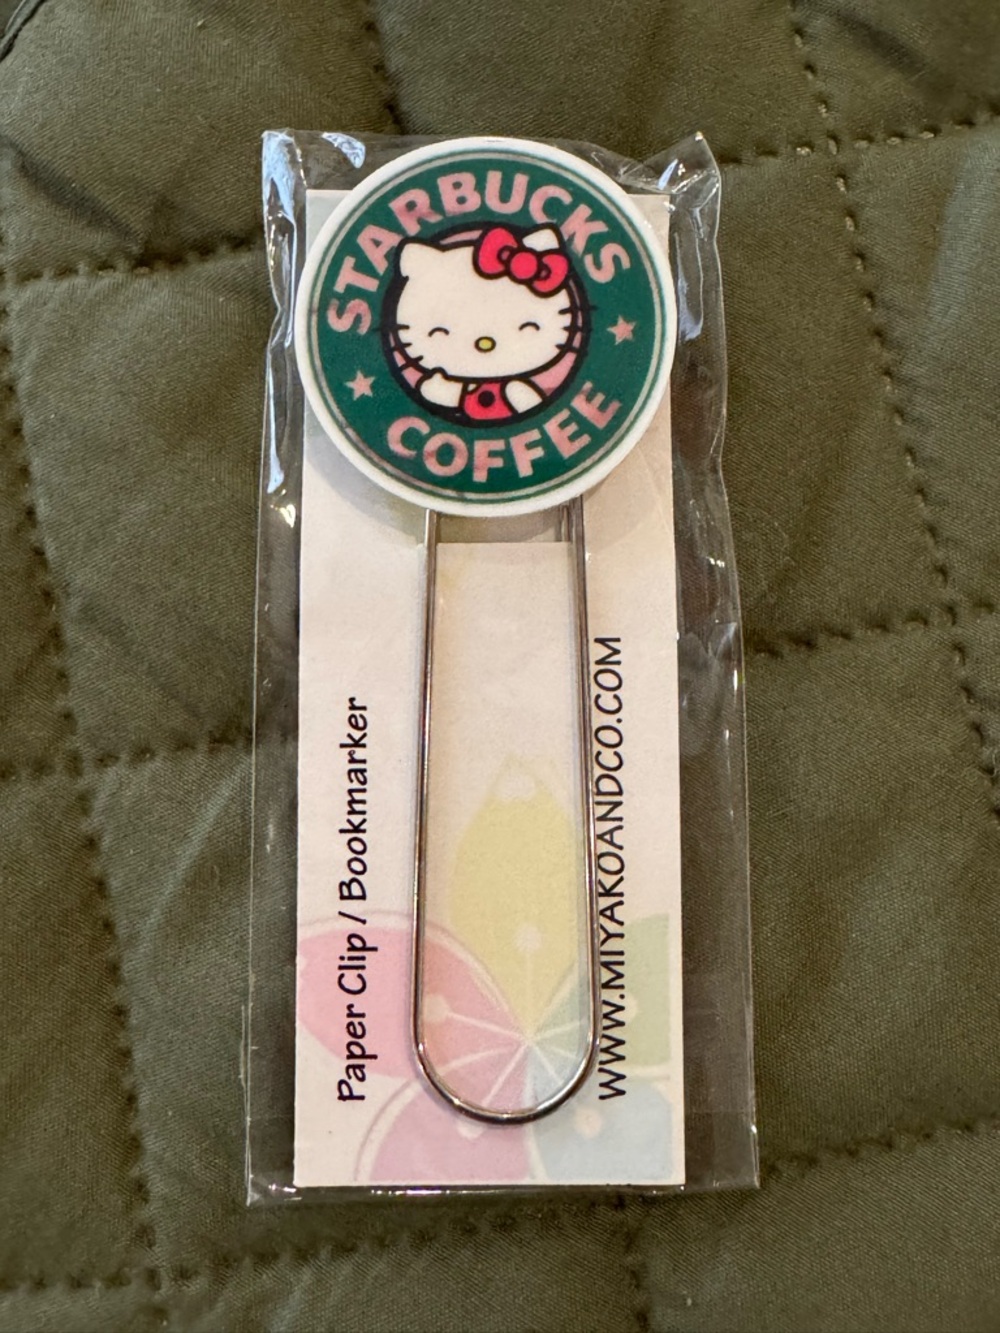 STARBUCKS
COFFEE
Paper Clip / Bookmarker
WWW.MIYAKOANDCO.COM